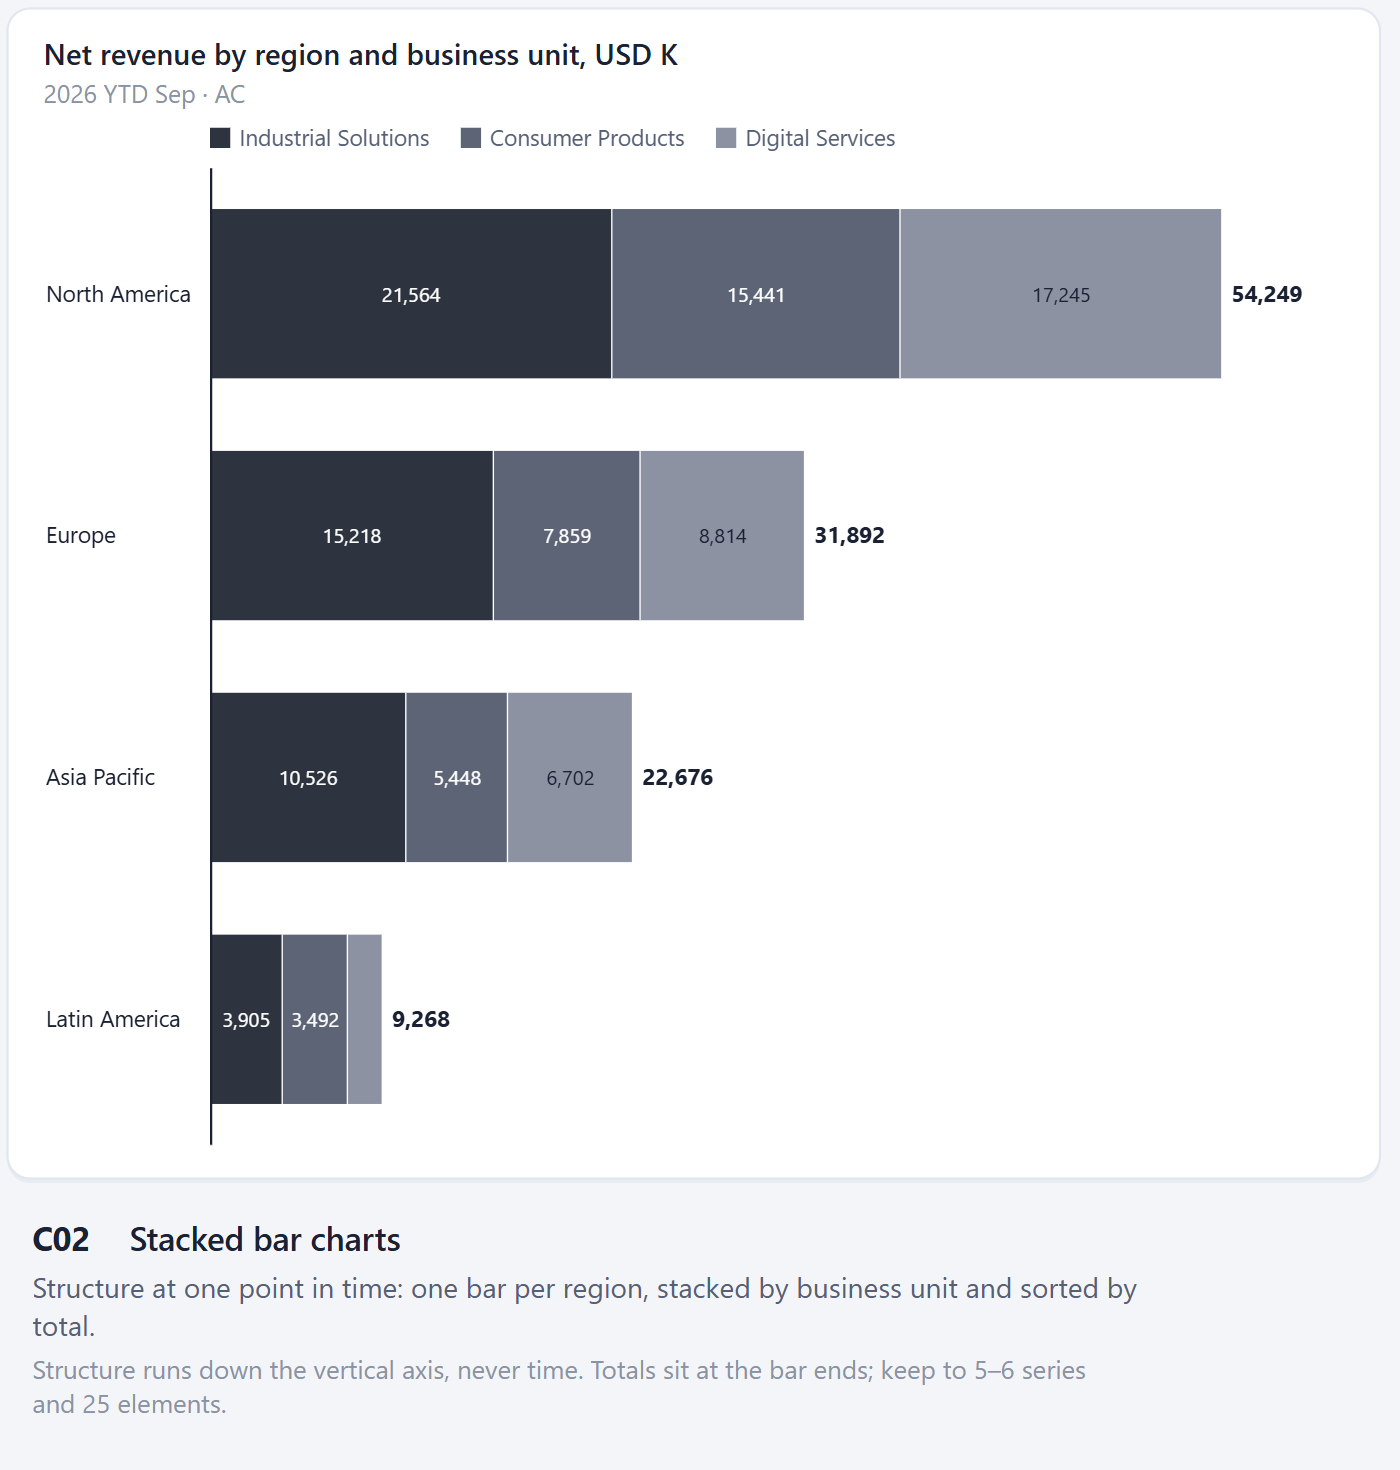 Net revenue by region and business unit, USD K
2026 YTD Sep · AC
Industrial Solutions Consumer Products Digital Services
North America 21,564 15,441 17,245 54,249
Europe 15,218 7,859 8,814 31,892
Asia Pacific 10,526 5,448 6,702 22,676
Latin America 3,905 3,492 9,268
C02 Stacked bar charts
Structure at one point in time: one bar per region, stacked by business unit and sorted by
total.
Structure runs down the vertical axis, never time. Totals sit at the bar ends; keep to 5–6 series
and 25 elements.